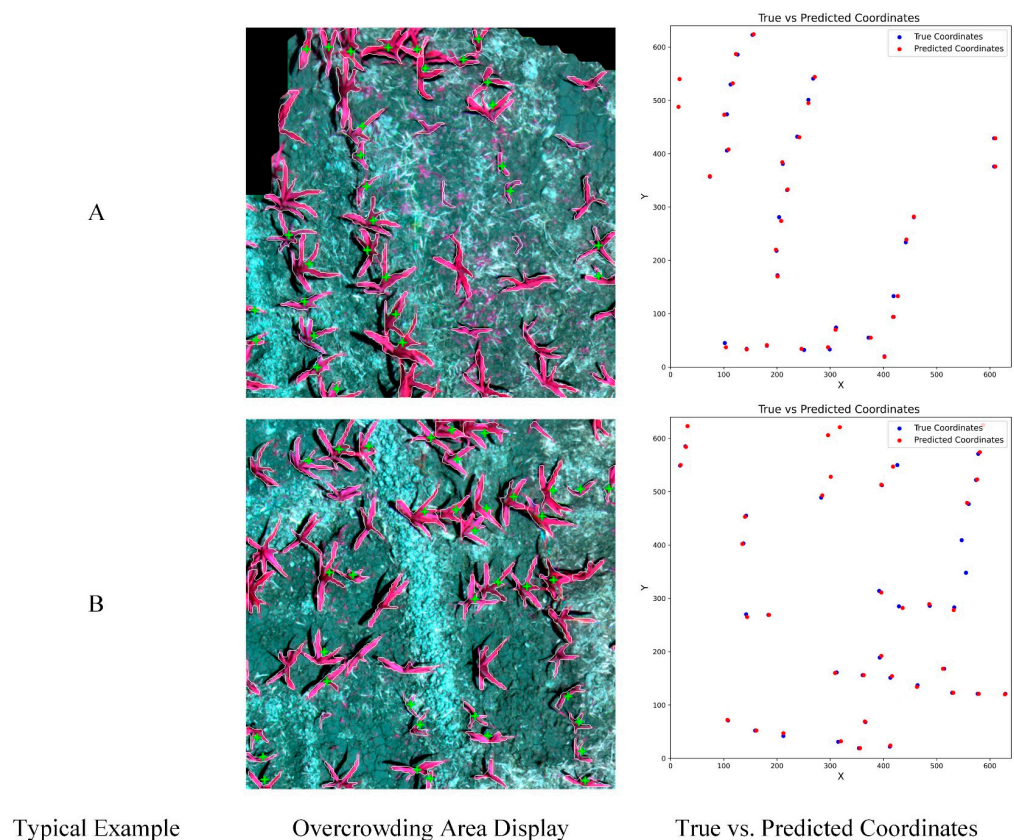 True vs Predicted Coordinates
True Coordinates
Predicted Coordinates
600
500
400
300
200
100
0
Y
A
0 100 200 300 400 500 600
X
True vs Predicted Coordinates
True Coordinates
Predicted Coordinates
600
500
400
300
200
100
0
Y
B
0 100 200 300 400 500 600
X
Typical Example Overcrowding Area Display True vs. Predicted Coordinates